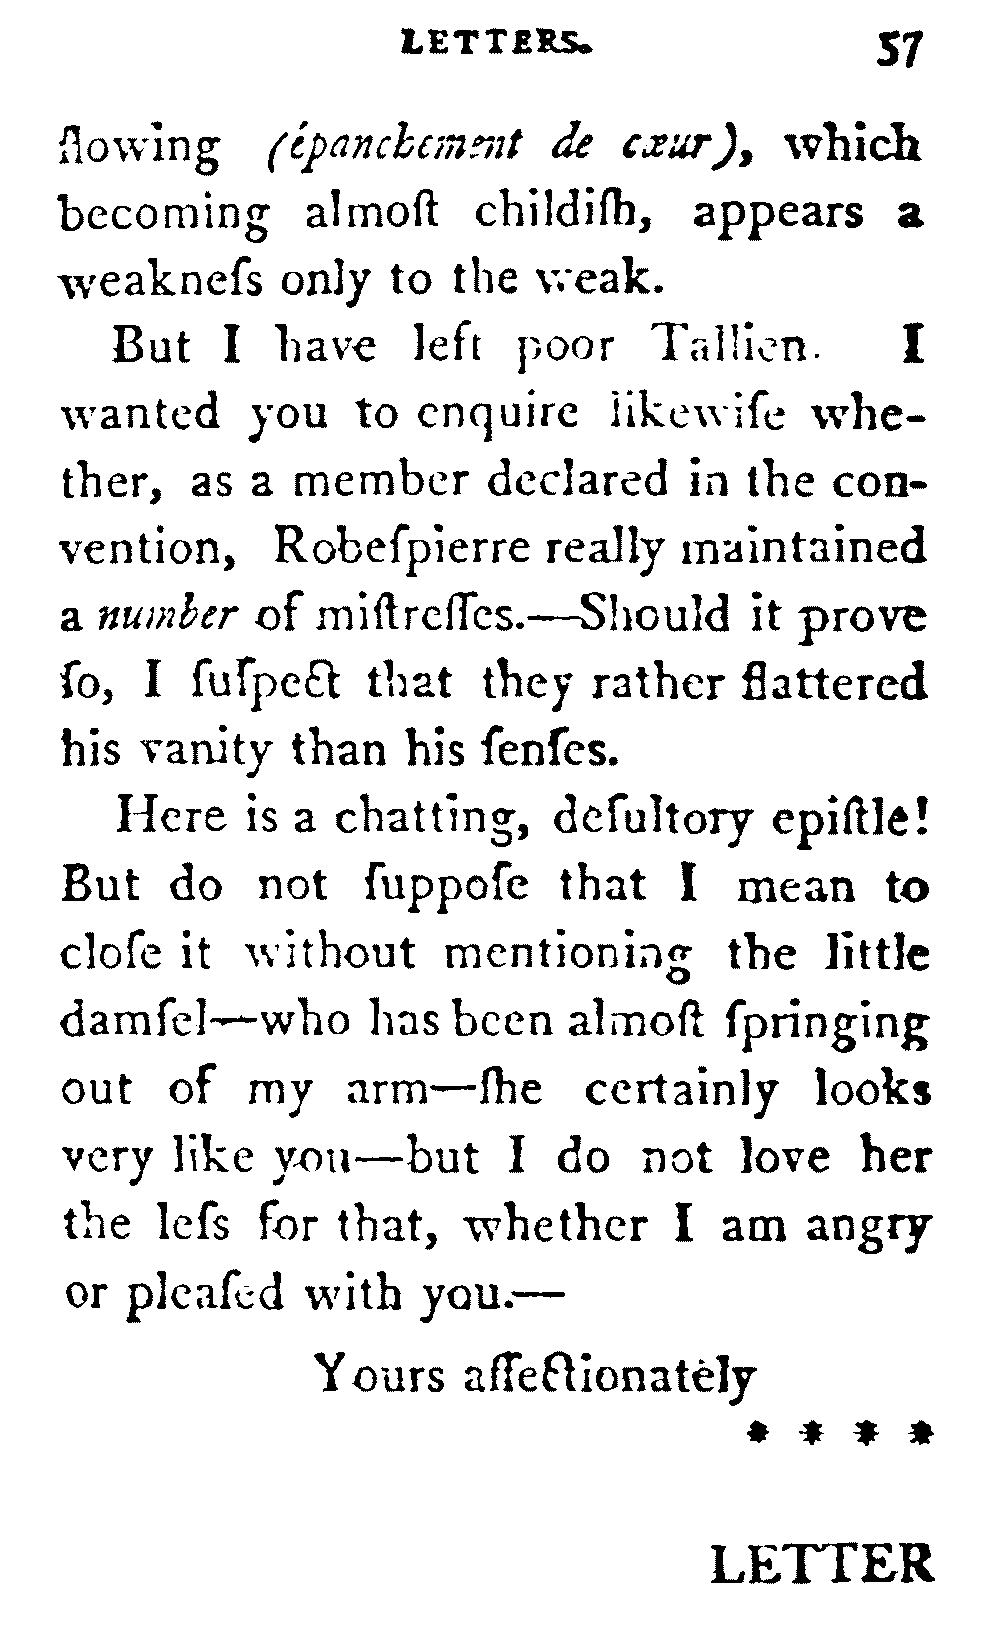 LETTERS. 57
flowing (épanchement de cœur), which
becoming almoſt childiſh, appears a
weakneſs only to the weak.
But I have left poor Tallien. I
wanted you to enquire likewiſe whe-
ther, as a member declared in the con-
vention, Robeſpierre really maintained
a number of miſtreſſes.—Should it prove
ſo, I ſuſpect that they rather flattered
his vanity than his ſenſes.
Here is a chatting, deſultory epiſtle!
But do not ſuppoſe that I mean to
cloſe it without mentioning the little
damſel—who has been almoſt ſpringing
out of my arm—ſhe certainly looks
very like you—but I do not love her
the leſs for that, whether I am angry
or pleaſed with you.—
Yours affectionately
* * * *
LETTER